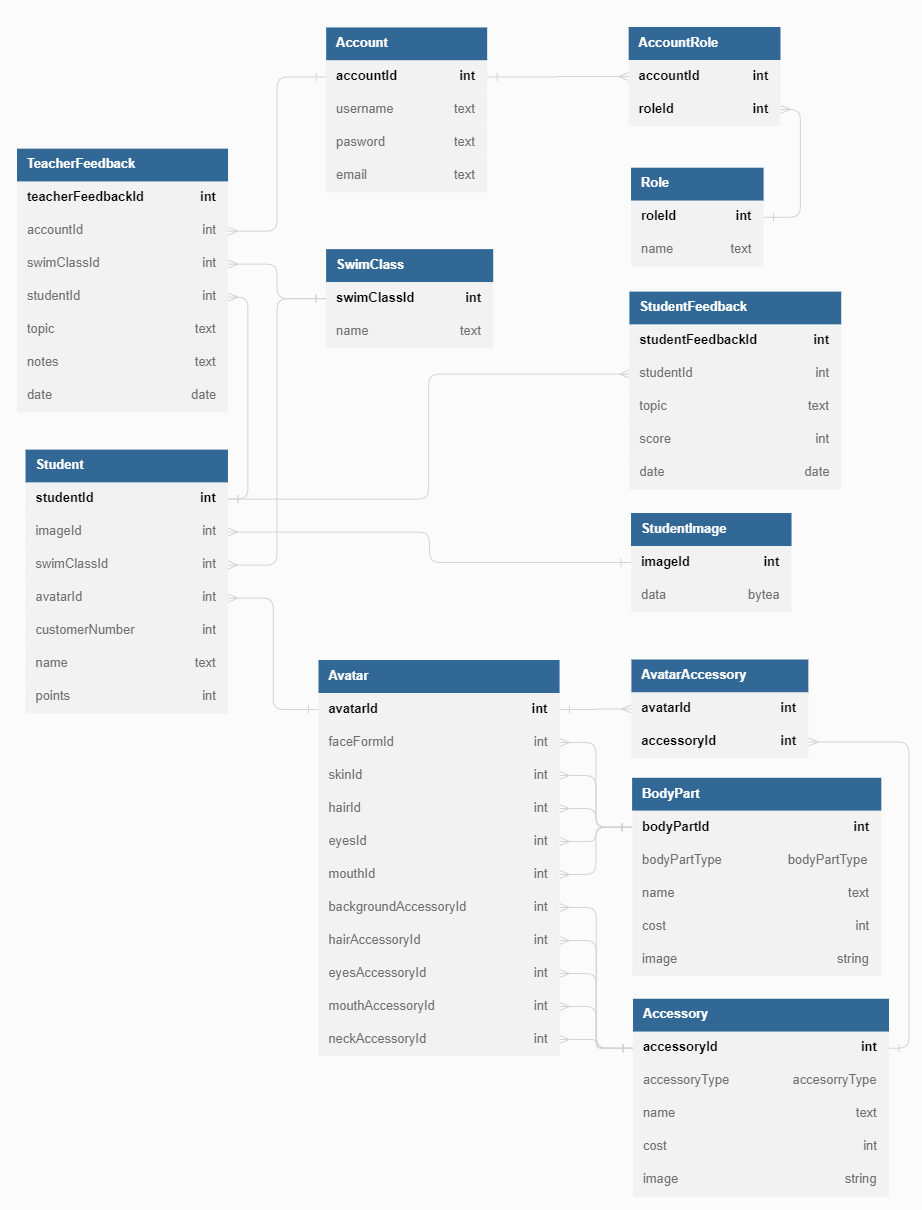 Account
accountId int
username text
pasword text
email text
AccountRole
accountId int
roleId int
TeacherFeedback
teacherFeedbackId int
accountId int
swimClassId int
studentId int
topic text
notes text
date date
Role
roleId int
name text
SwimClass
swimClassId int
name text
StudentFeedback
studentFeedbackId int
studentId int
topic text
score int
date date
Student
studentId int
imageId int
swimClassId int
avatarId int
customerNumber int
name text
points int
StudentImage
imageId int
data bytea
Avatar
avatarId int
faceFormId int
skinId int
hairId int
eyesId int
mouthId int
backgroundAccessoryId int
hairAccessoryId int
eyesAccessoryId int
mouthAccessoryId int
neckAccessoryId int
AvatarAccessory
avatarId int
accessoryId int
BodyPart
bodyPartId int
bodyPartType bodyPartType
name text
cost int
image string
Accessory
accessoryId int
accessoryType accesorryType
name text
cost int
image string